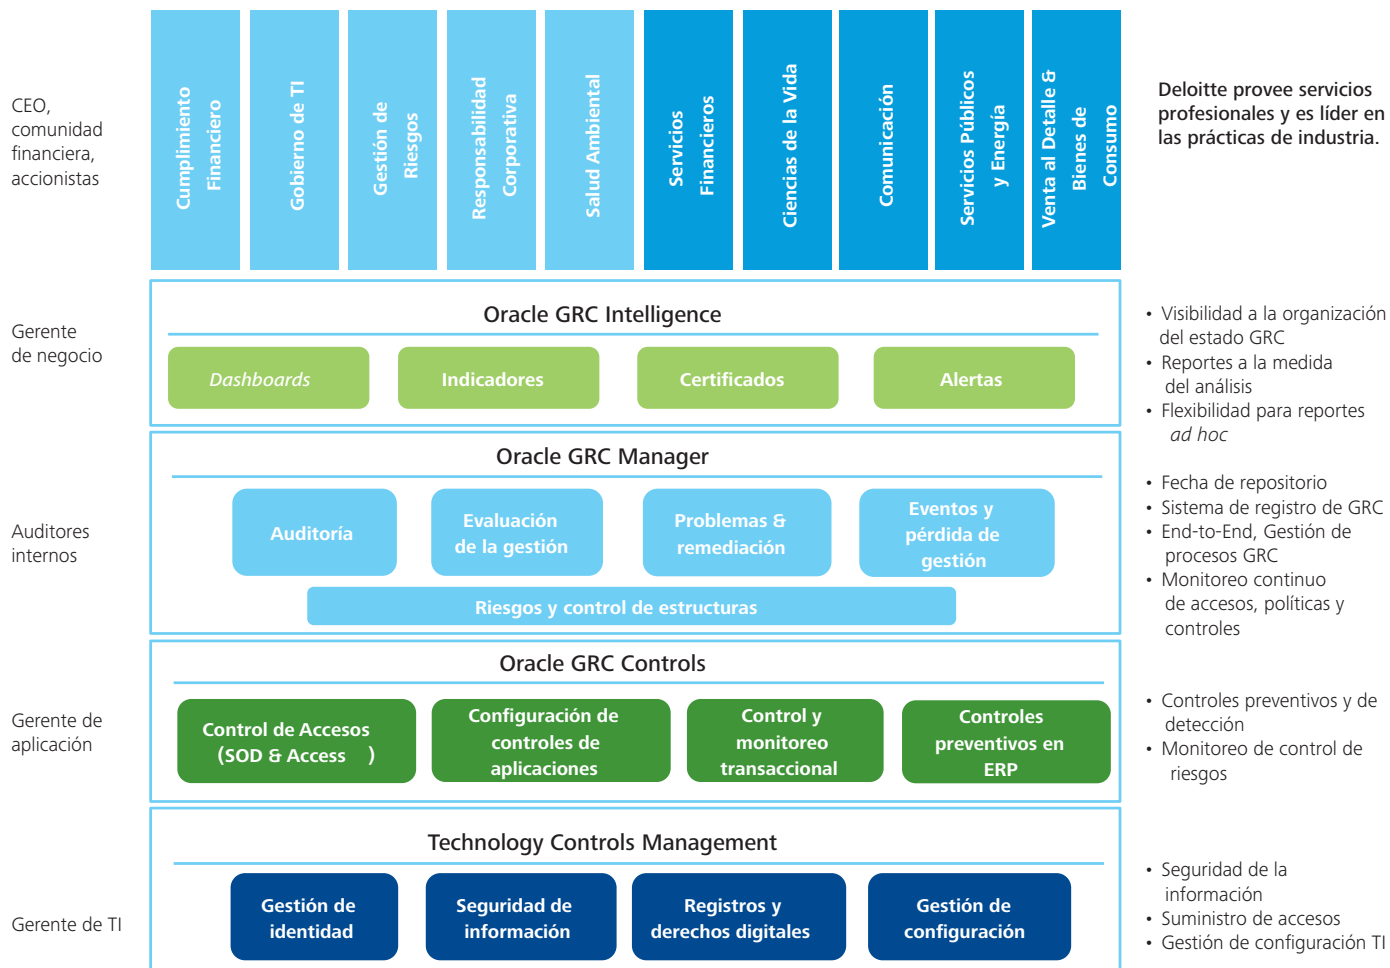 CEO,
comunidad
financiera,
accionistas
Cumplimiento
Financiero
Gobierno de TI
Gestión de
Riesgos
Responsabilidad
Corporativa
Salud Ambiental
Servicios
Financieros
Ciencias de la Vida
Comunicación
Servicios Públicos
y Energía
Venta al Detalle &
Bienes de
Consumo
Deloitte provee servicios
profesionales y es líder en
las prácticas de industria.
Gerente
de negocio
Oracle GRC Intelligence
Dashboards
Indicadores
Certificados
Alertas
• Visibilidad a la organización
del estado GRC
• Reportes a la medida
del análisis
• Flexibilidad para reportes
ad hoc
Auditores
internos
Oracle GRC Manager
Auditoría
Evaluación
de la gestión
Problemas &
remediación
Eventos y
pérdida de
gestión
Riesgos y control de estructuras
• Fecha de repositorio
• Sistema de registro de GRC
• End-to-End, Gestión de
procesos GRC
• Monitoreo continuo
de accesos, políticas y
controles
Gerente de
aplicación
Oracle GRC Controls
Control de Accesos
(SOD & Access )
Configuración de
controles de
aplicaciones
Control y
monitoreo
transaccional
Controles
preventivos en
ERP
• Controles preventivos y de
detección
• Monitoreo de control de
riesgos
Gerente de TI
Technology Controls Management
Gestión de
identidad
Seguridad de
información
Registros y
derechos digitales
Gestión de
configuración
• Seguridad de la
información
• Suministro de accesos
• Gestión de configuración TI